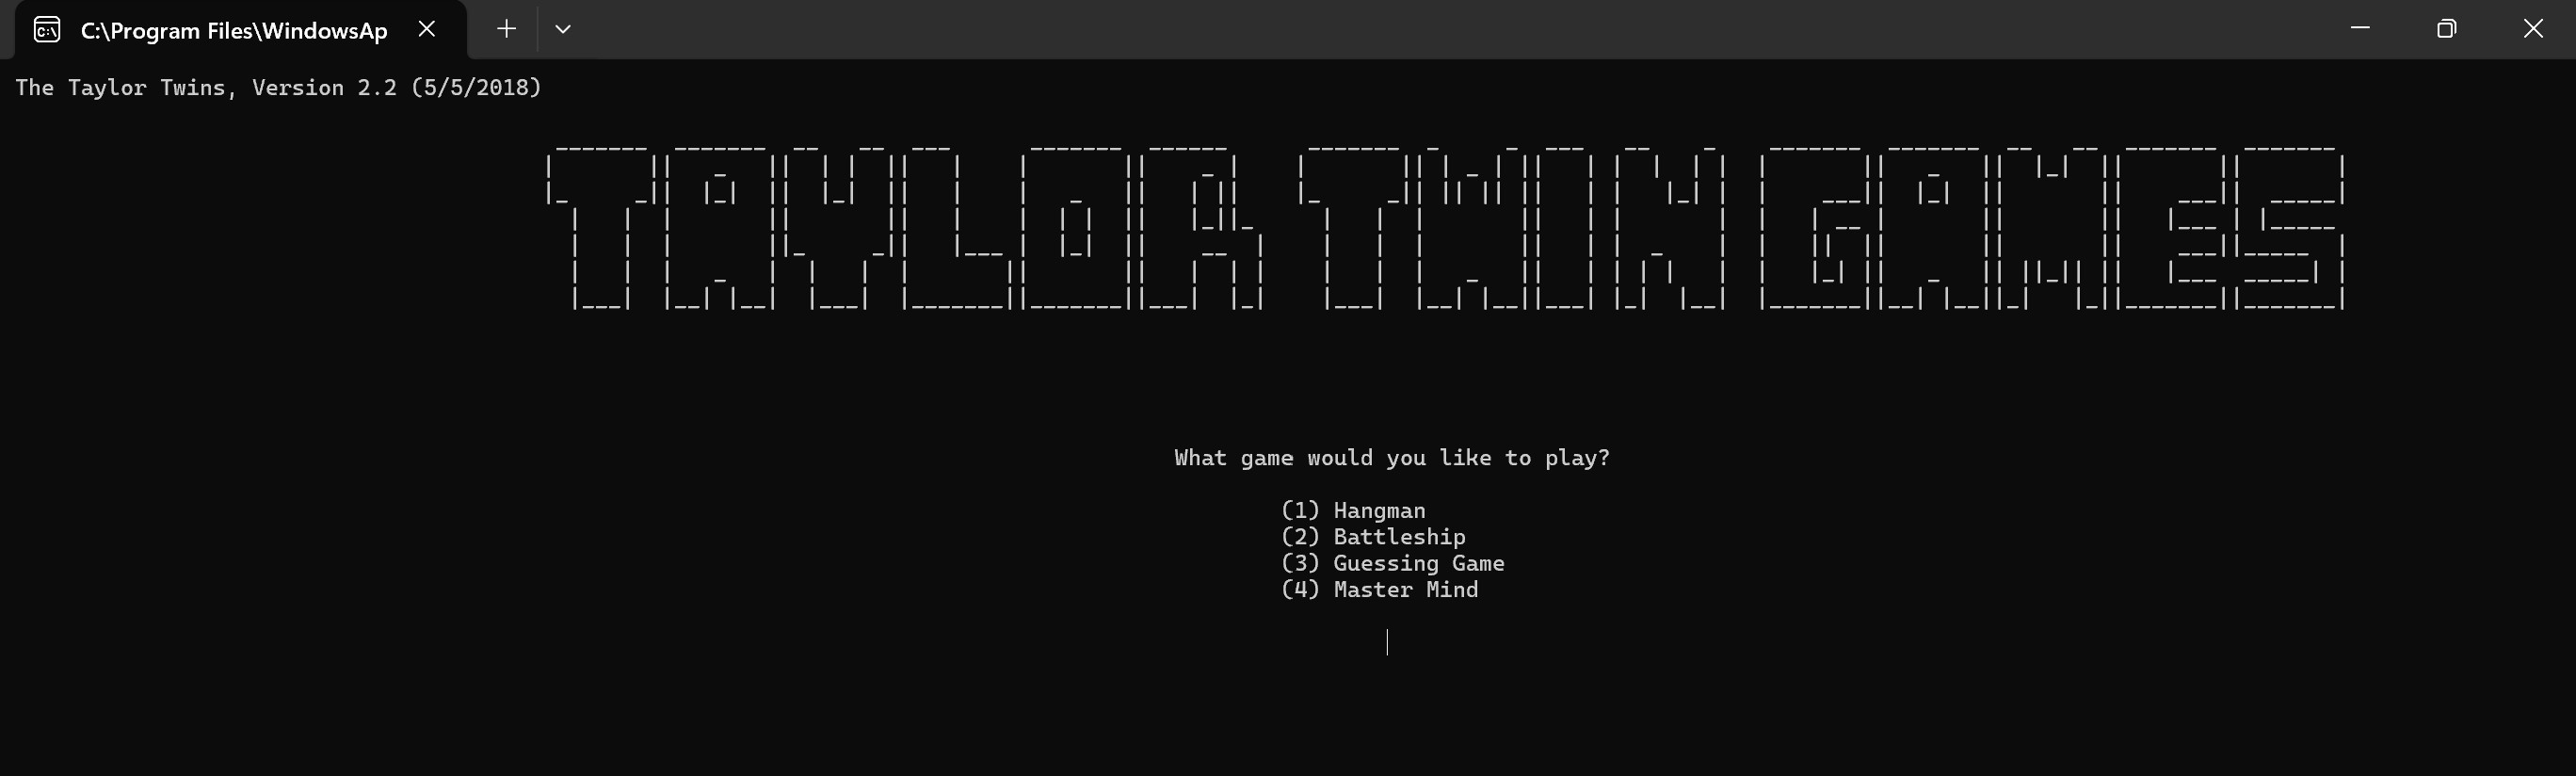 C:\Program Files\WindowsAp
The Taylor Twins, Version 2.2 (5/5/2018)
TAYLOR TWIN GAMES
What game would you like to play?
(1) Hangman
(2) Battleship
(3) Guessing Game
(4) Master Mind